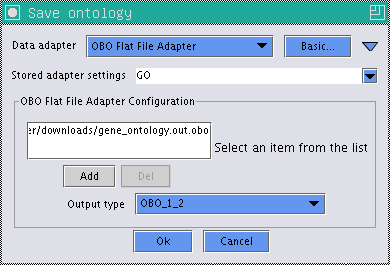 Save ontology
Data adapter OBO Flat File Adapter Basic...
Stored adapter settings GO
OBO Flat File Adapter Configuration
er/downloads/gene_ontology.out.obo
Select an item from the list
Add Del
Output type OBO_1_2
Ok Cancel